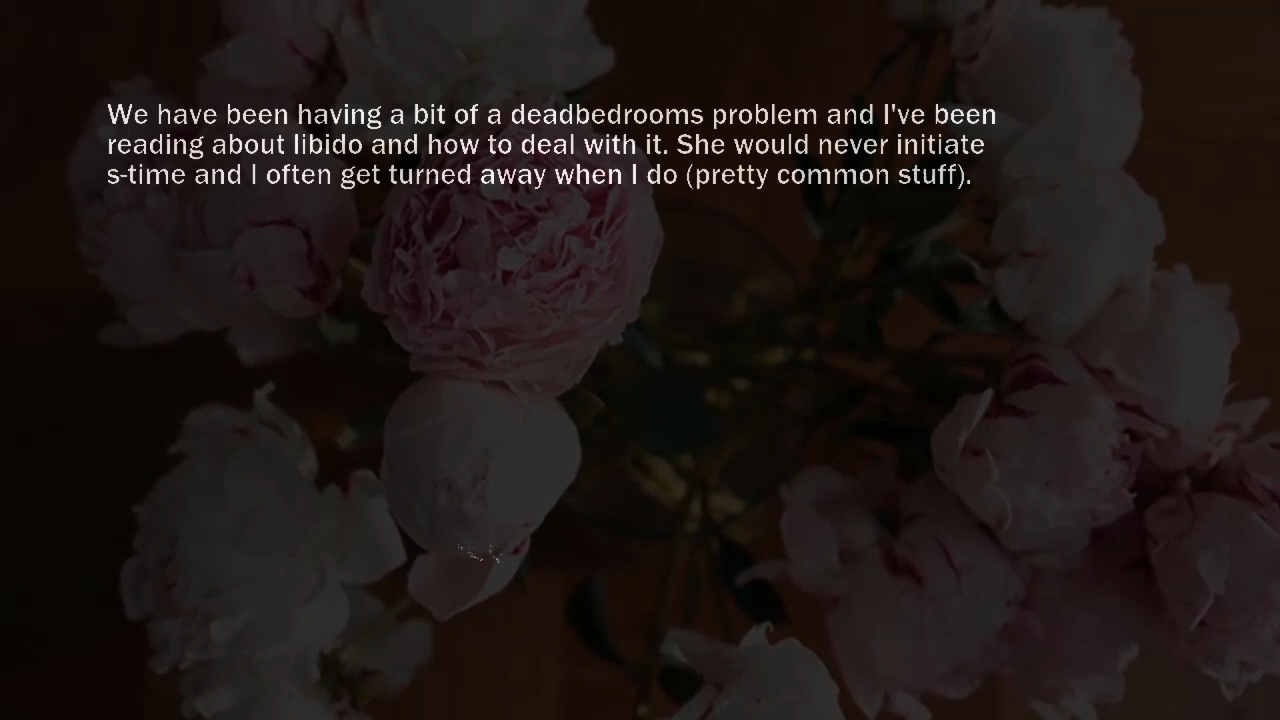 We have been having a bit of a deadbedrooms problem and I've been
reading about libido and how to deal with it. She would never initiate
s-time and I often get turned away when I do (pretty common stuff).